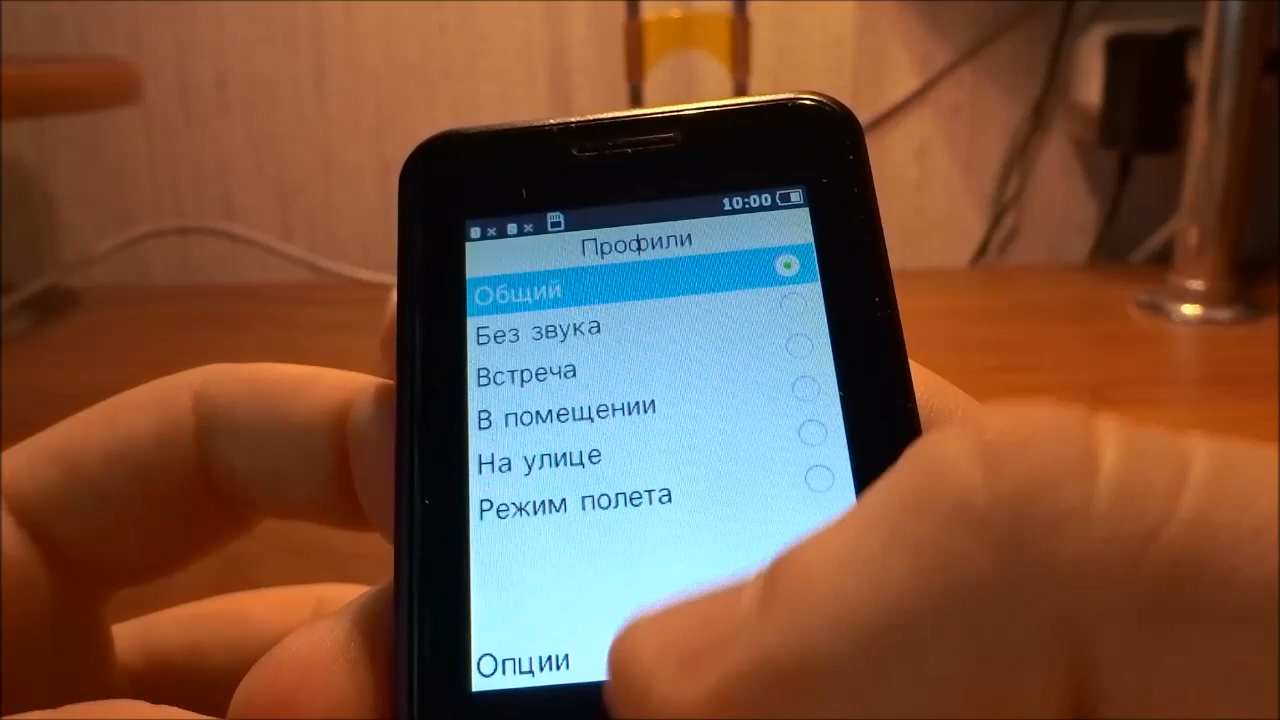 10:00
Профили
Общий
Без звука
Встреча
В помещении
На улице
Режим полета
Опции